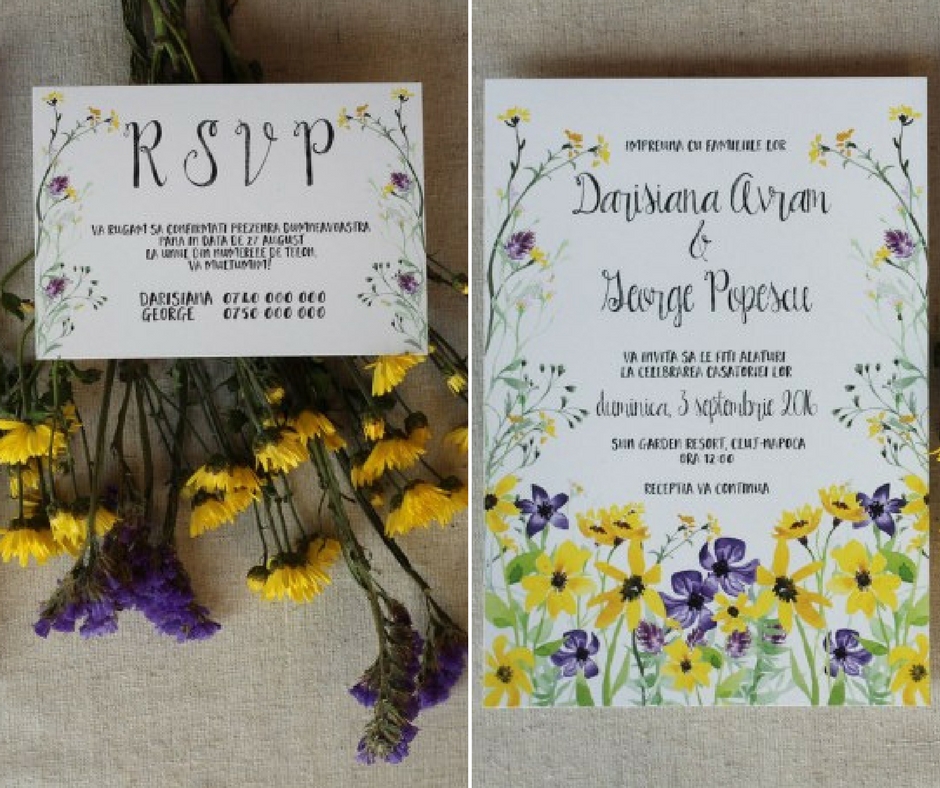 RSVP
VA RUGAM SA CONFIRMATI PREZENRA DUMNEAVOASTRA
PANA IN DATA DE 27 AUGUST
LA UNUL DIN NUMERELE DE TELON.
VA MULTUMIM!
DARISIANA 0740 000 000
GEORGE 0750 000 000
IMPREUNA CU FAMILIILE LOR
Darisiana Avram
&
George Popescu
VA INVITA SA LE FITI ALATURI
LA CELEBRAREA CASATORIEI LOR
duminica, 3 septembrie 2016
SUN GARDEN RESORT, CLUJ-NAPOCA
ORA 12:00
RECEPTIA VA CONTINUA